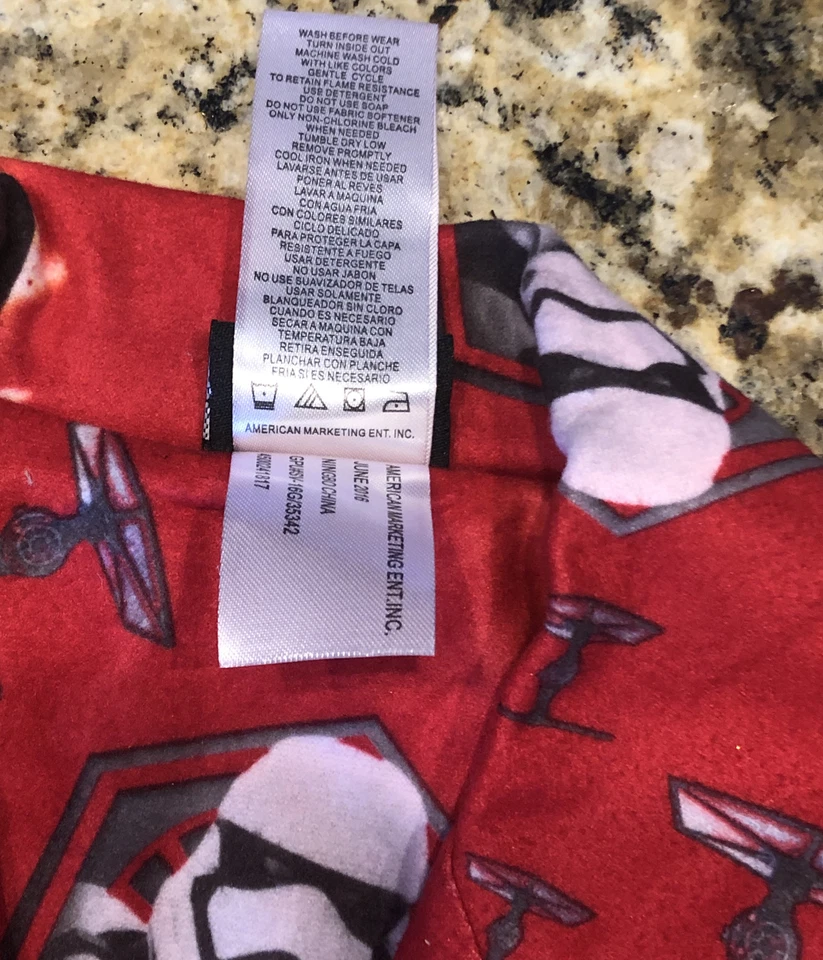 WASH BEFORE WEAR
TURN INSIDE OUT
MACHINE WASH COLD
WITH LIKE COLORS
GENTLE CYCLE
TO RETAIN FLAME RESISTANCE
USE DETERGENT
DO NOT USE SOAP
DO NOT USE FABRIC SOFTENER
ONLY NON-CHLORINE BLEACH
WHEN NEEDED
TUMBLE DRY LOW
REMOVE PROMPTLY
COOL IRON WHEN NEEDED
LAVARSE ANTES DE USAR
PONER AL REVES
LAVAR A MAQUINA
CON AGUA FRIA
CON COLORES SIMILARES
CICLO DELICADO
PARA PROTEGER LA CAPA
RESISTENTE A FUEGO
USAR DETERGENTE
NO USAR JABON
NO USE SUAVIZADOR DE TELAS
USAR SOLAMENTE
BLANQUEADOR SIN CLORO
CUANDO ES NECESARIO
SECAR A MAQUINA CON
TEMPERATURA BAJA
RETIRA ENSEGUIDA
PLANCHAR CON PLANCHE
FRIA SI ES NECESARIO
AMERICAN MARKETING ENT. INC.
AMERICAN MARKETING ENT.INC.
JUNE 2016
NINGBO CHINA